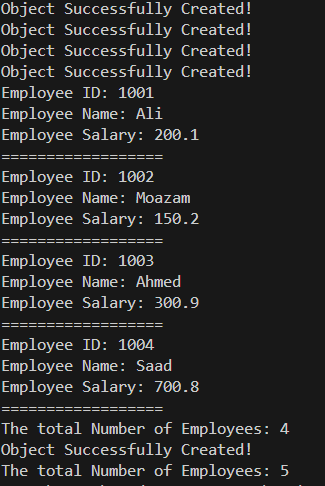 Object Successfully Created!
Object Successfully Created!
Object Successfully Created!
Object Successfully Created!
Employee ID: 1001
Employee Name: Ali
Employee Salary: 200.1
==================
Employee ID: 1002
Employee Name: Moazam
Employee Salary: 150.2
==================
Employee ID: 1003
Employee Name: Ahmed
Employee Salary: 300.9
==================
Employee ID: 1004
Employee Name: Saad
Employee Salary: 700.8
==================
The total Number of Employees: 4
Object Successfully Created!
The total Number of Employees: 5